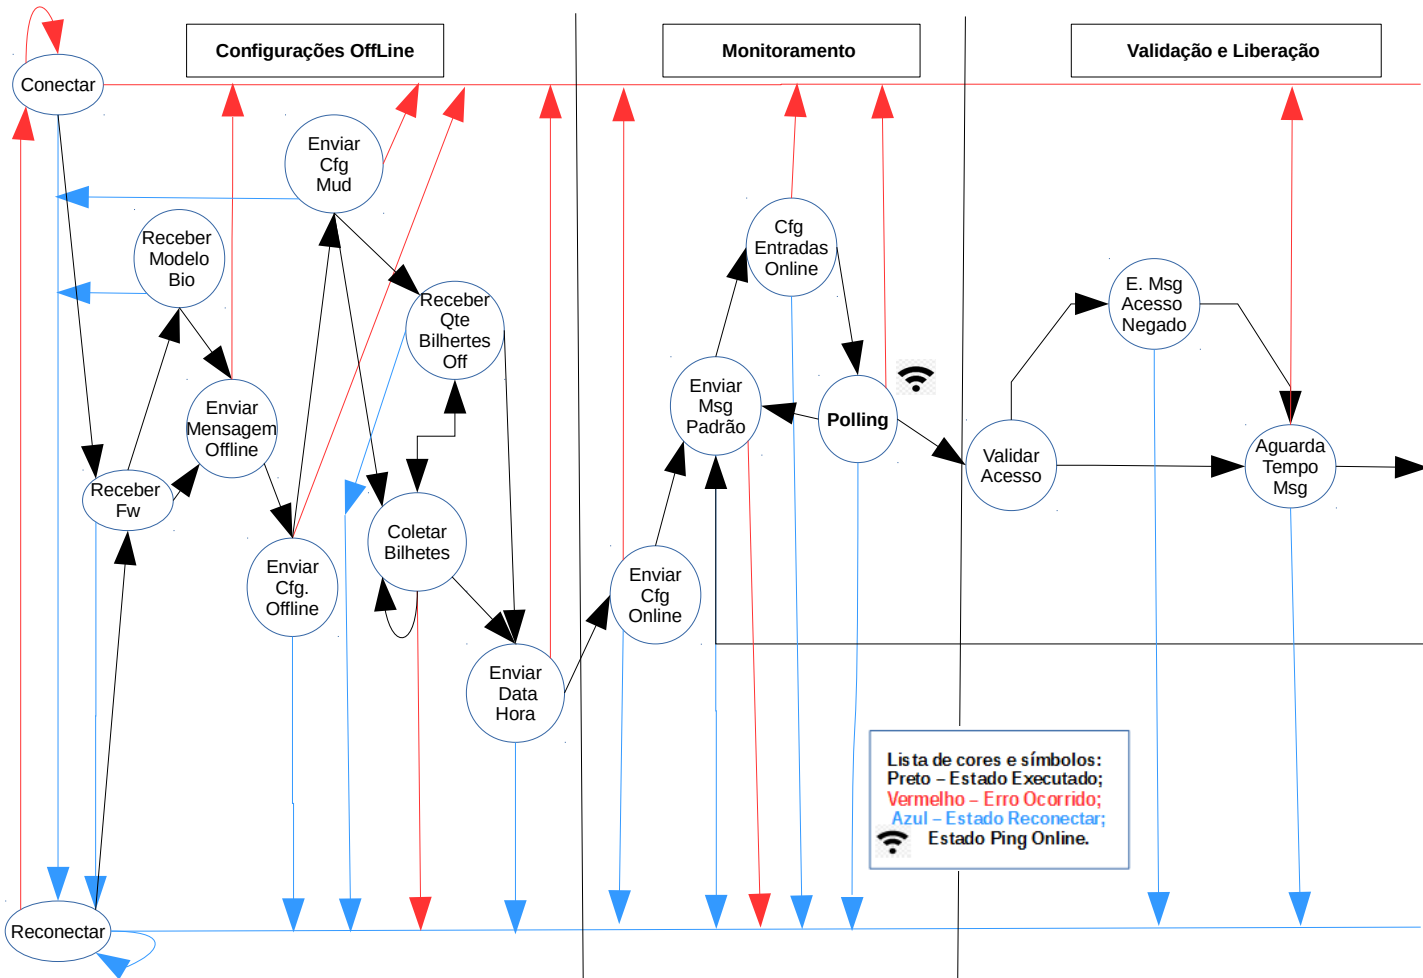 Configurações OffLine
Monitoramento
Validação e Liberação
Conectar
Enviar
Cfg
Mud
Receber
Modelo
Bio
Cfg
Entradas
Online
E. Msg
Acesso
Negado
Receber
Qte
Bilhertes
Off
Enviar
Mensagem
Offline
Enviar
Msg
Padrão
Polling
Validar
Acesso
Aguarda
Tempo
Msg
Receber
Fw
Coletar
Bilhetes
Enviar
Cfg.
Offline
Enviar
Cfg
Online
Enviar
Data
Hora
Lista de cores e símbolos:
Preto – Estado Executado;
Vermelho – Erro Ocorrido;
Azul – Estado Reconectar;
Estado Ping Online.
Reconectar